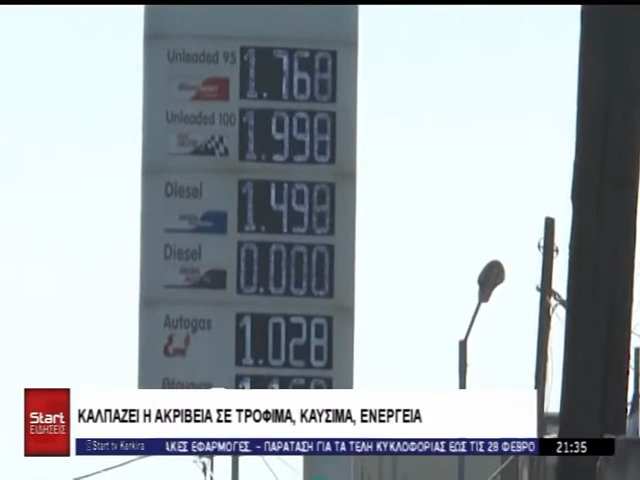 Unleaded 95 1.768
Unleaded 100 1.998
Diesel 1.498
Diesel 0.000
Autogas 1.028
Start
ΕΙΔΗΣΕΙΣ
ΚΑΛΠΑΖΕΙ Η ΑΚΡΙΒΕΙΑ ΣΕ ΤΡΟΦΙΜΑ, ΚΑΥΣΙΜΑ, ΕΝΕΡΓΕΙΑ
Start tv Kerkira ΑΚΕΣ ΕΦΑΡΜΟΓΕΣ. – ΠΑΡΑΤΑΣΗ ΓΙΑ ΤΑ ΤΕΛΗ ΚΥΚΛΟΦΟΡΙΑΣ ΕΩΣ ΤΙΣ 28 ΦΕΒΡΟ 21:35